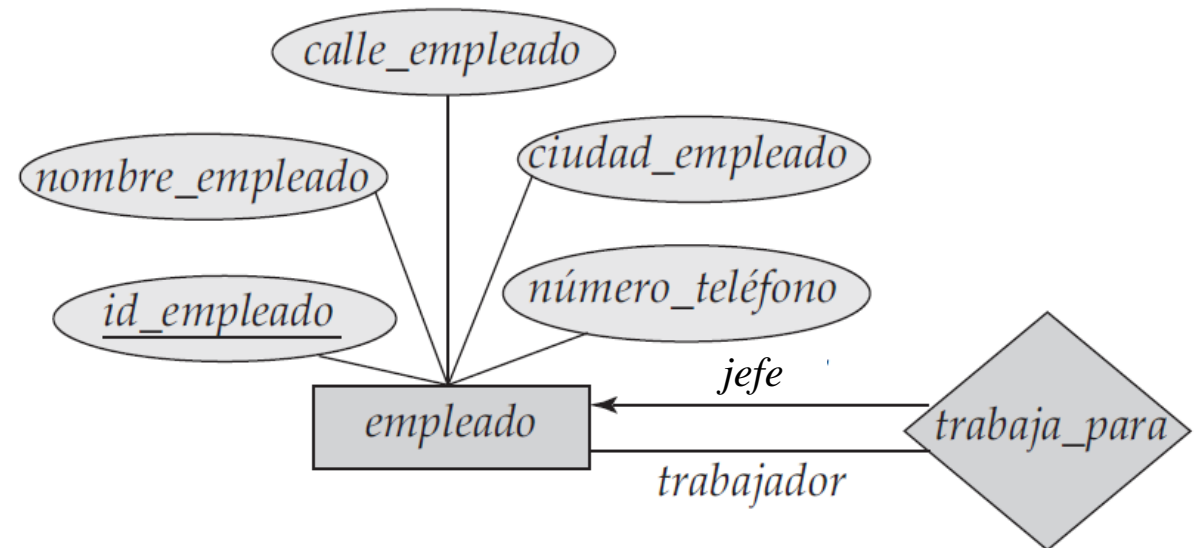 calle_empleado
nombre_empleado
ciudad_empleado
id_empleado
número_teléfono
jefe
empleado
trabaja_para
trabajador